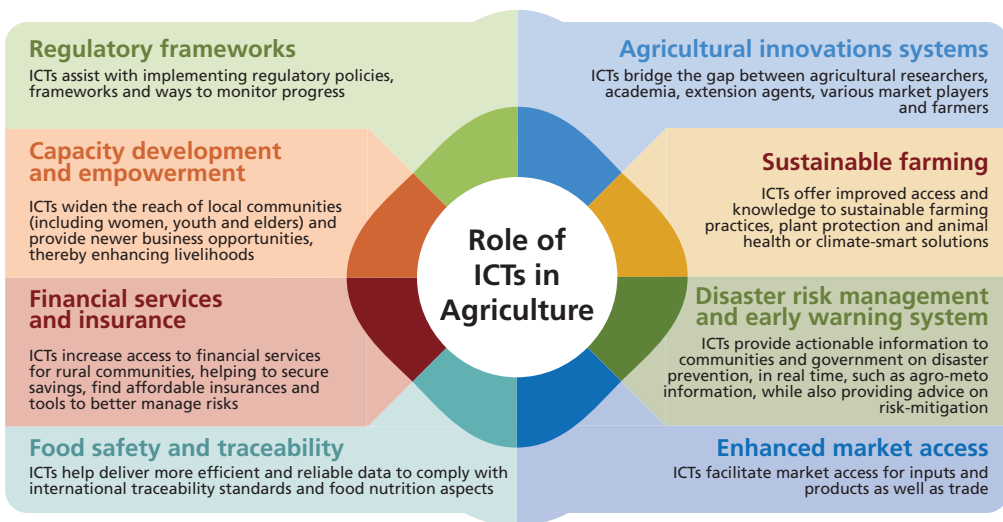 Regulatory frameworks
ICTs assist with implementing regulatory policies,
frameworks and ways to monitor progress
Capacity development
and empowerment
ICTs widen the reach of local communities
(including women, youth and elders) and
provide newer business opportunities,
thereby enhancing livelihoods
Financial services
and insurance
ICTs increase access to financial services
for rural communities, helping to secure
savings, find affordable insurances and
tools to better manage risks
Food safety and traceability
ICTs help deliver more efficient and reliable data to comply with
international traceability standards and food nutrition aspects
Role of
ICTs in
Agriculture
Agricultural innovations systems
ICTs bridge the gap between agricultural researchers,
academia, extension agents, various market players
and farmers
Sustainable farming
ICTs offer improved access and
knowledge to sustainable farming
practices, plant protection and animal
health or climate-smart solutions
Disaster risk management
and early warning system
ICTs provide actionable information to
communities and government on disaster
prevention, in real time, such as agro-meto
information, while also providing advice on
risk-mitigation
Enhanced market access
ICTs facilitate market access for inputs and
products as well as trade